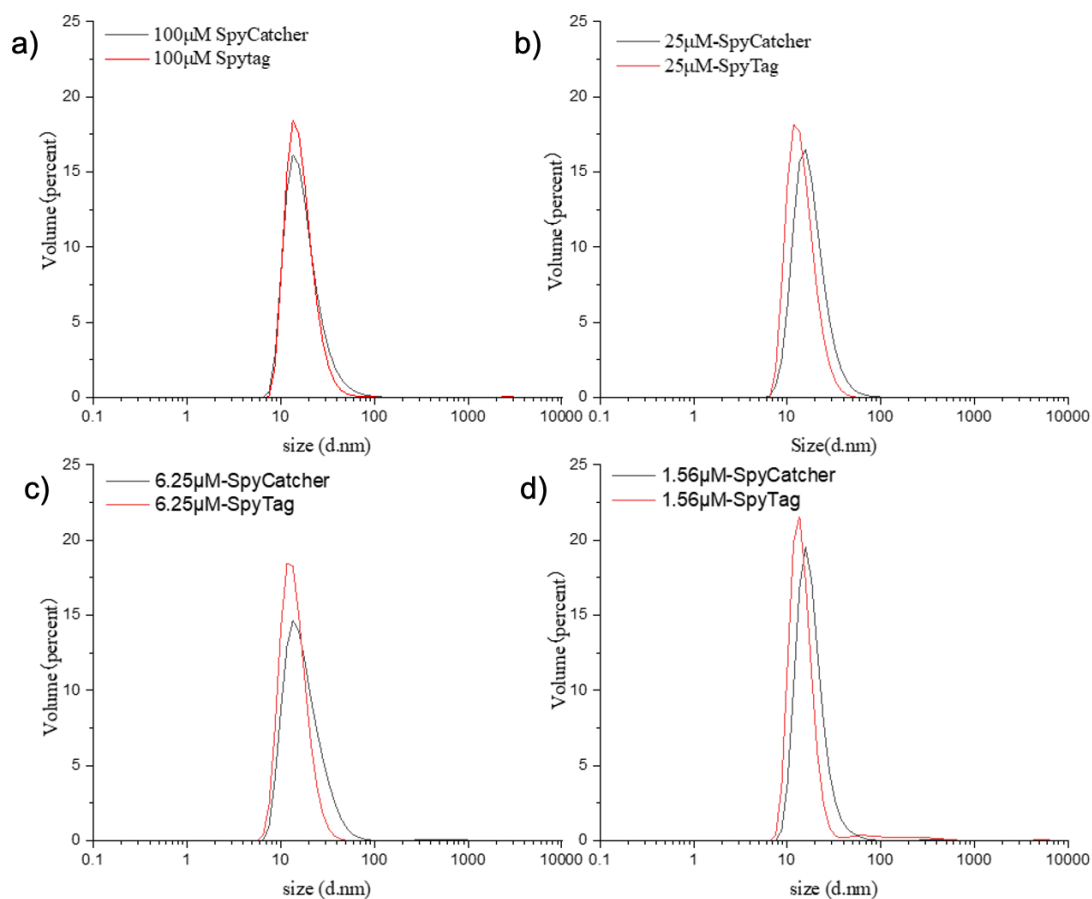 a)
100μM SpyCatcher
100μM Spytag
25
20
15
10
5
0
Volume(percent)
0.1 1 10 100 1000 10000
size (d.nm)
b)
25μM-SpyCatcher
25μM-SpyTag
25
20
15
10
5
0
Volume(percent)
0.1 1 10 100 1000 10000
Size(d.nm)
c)
6.25μM-SpyCatcher
6.25μM-SpyTag
25
20
15
10
5
0
Volume(percent)
0.1 1 10 100 1000 10000
size (d.nm)
d)
1.56μM-SpyCatcher
1.56μM-SpyTag
25
20
15
10
5
0
Volume(percent)
0.1 1 10 100 1000 10000
size (d.nm)